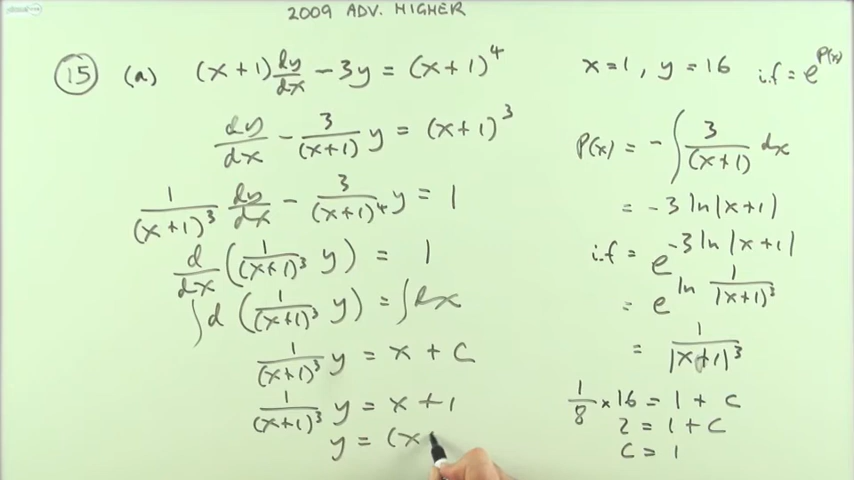 2009 ADV. HIGHER
15 (a) (x+1) dy/dx − 3y = (x+1)^4
dy/dx − 3/(x+1) y = (x+1)^3
1/(x+1)^3 dy/dx − 3/(x+1)^4 y = 1
d/dx (1/(x+1)^3 y) = 1
∫d (1/(x+1)^3 y) = ∫dx
1/(x+1)^3 y = x + C
1/(x+1)^3 y = x + 1
y = (x
x=1, y=16 i.f = e^P(x)
P(x) = −∫ 3/(x+1) dx
= −3 ln|x+1|
i.f = e^−3ln|x+1|
= e^ln 1/|x+1|^3
= 1/|x+1|^3
1/8 × 16 = 1 + C
2 = 1 + C
C = 1